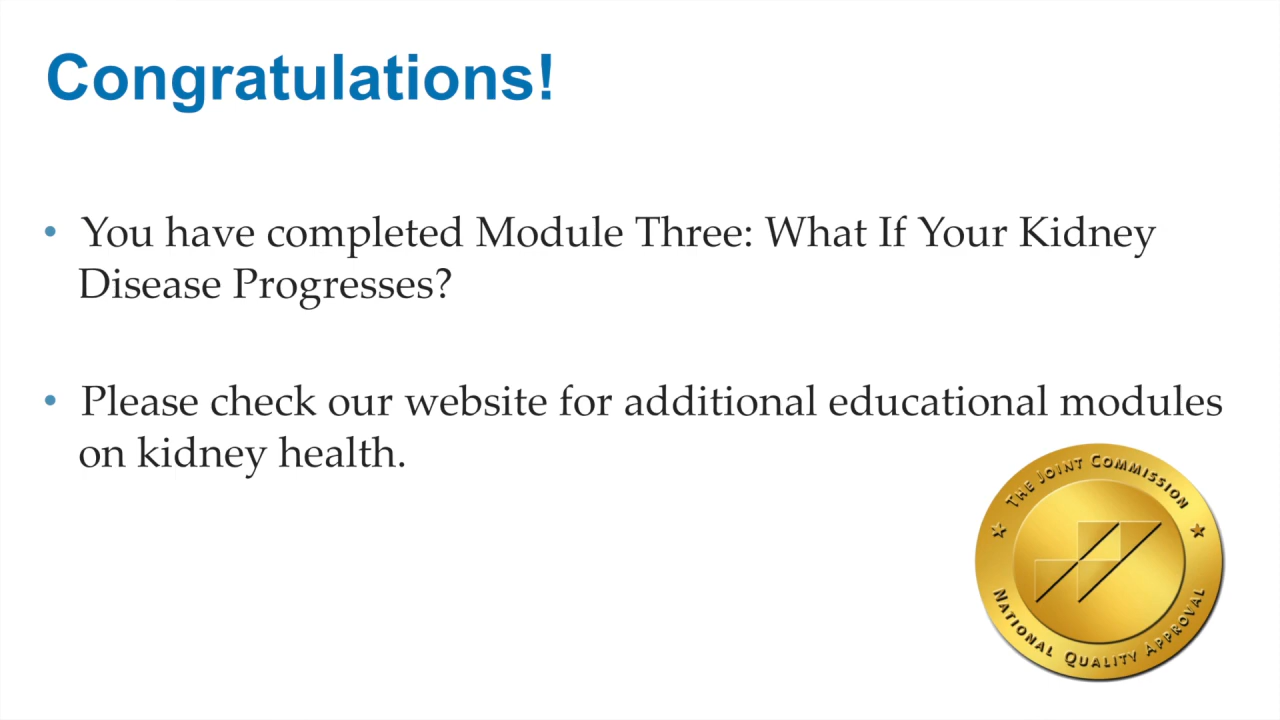 Congratulations!
• You have completed Module Three: What If Your Kidney
Disease Progresses?
• Please check our website for additional educational modules
on kidney health.
THE JOINT COMMISSION
NATIONAL QUALITY APPROVAL